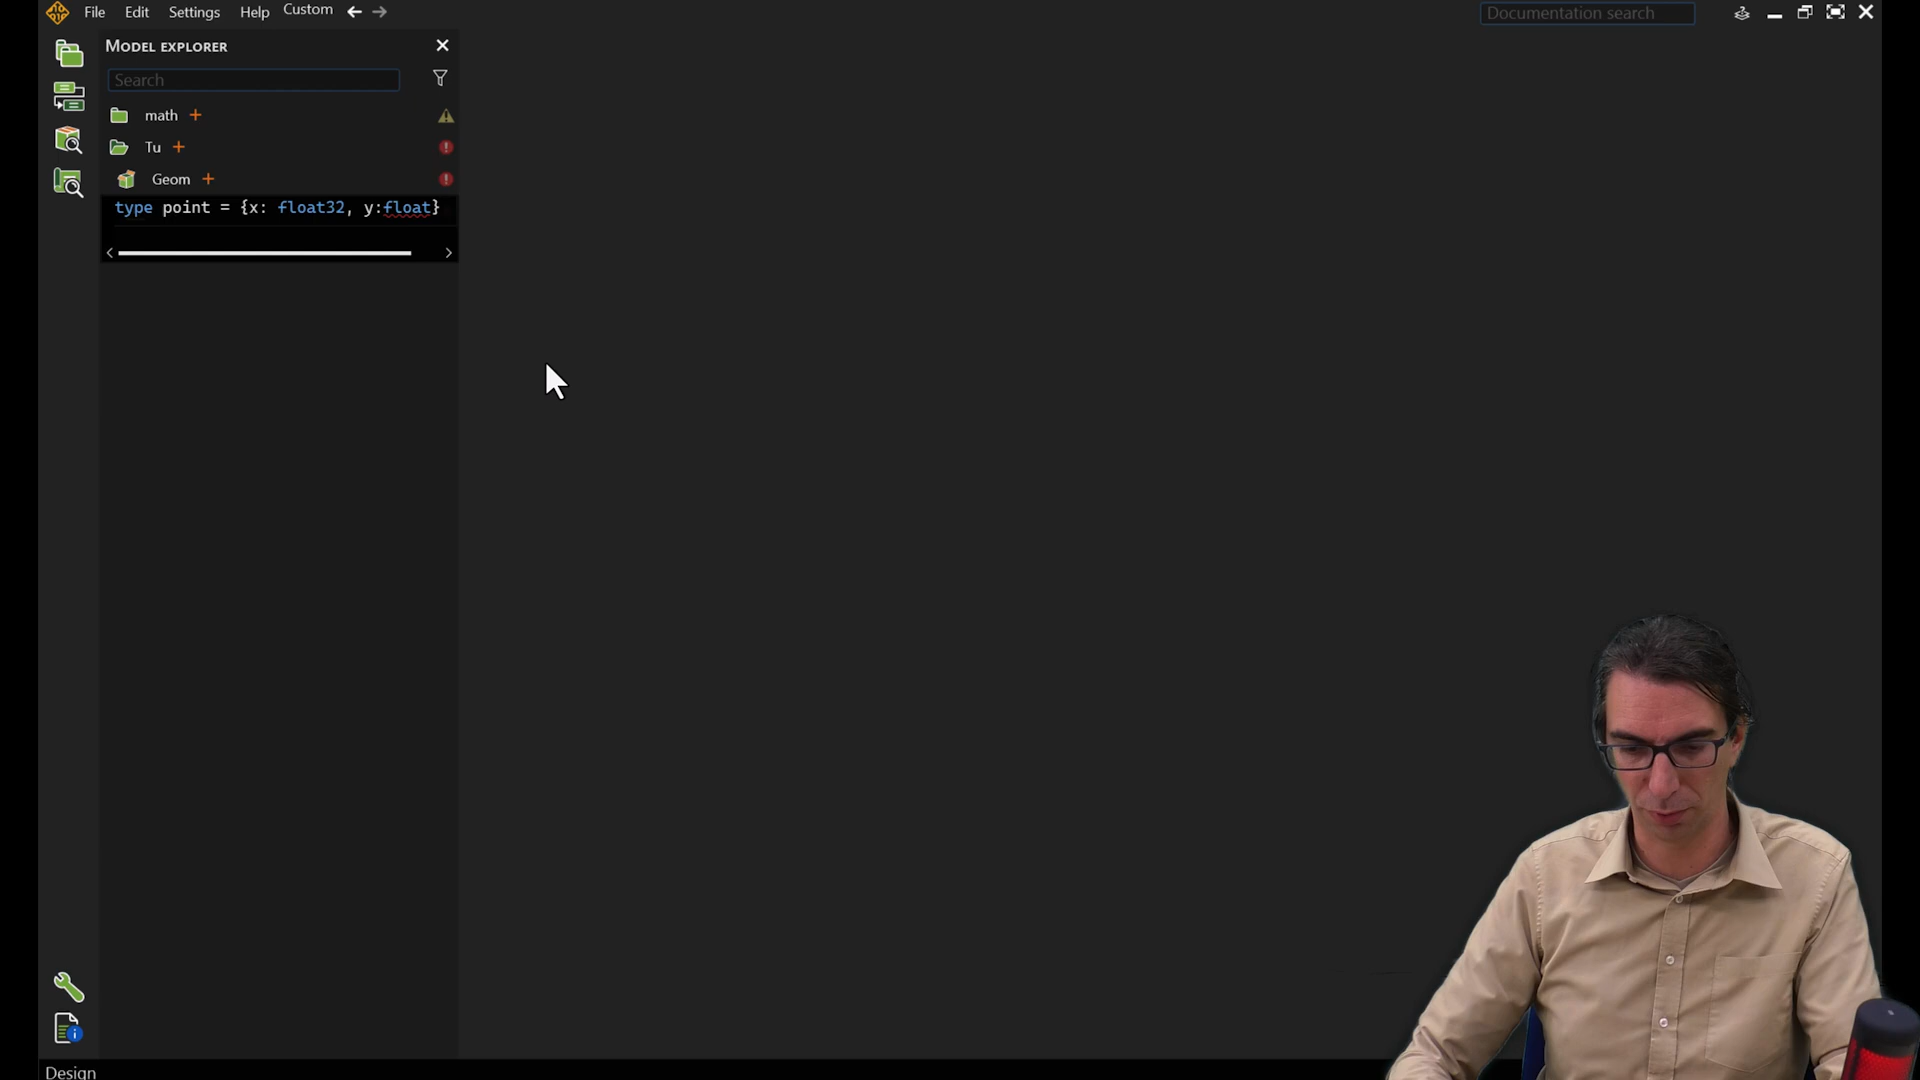 File Edit Settings Help Custom
Documentation search
MODEL EXPLORER
Search
math +
Tu +
Geom +
type point = {x: float32, y:float}
Design